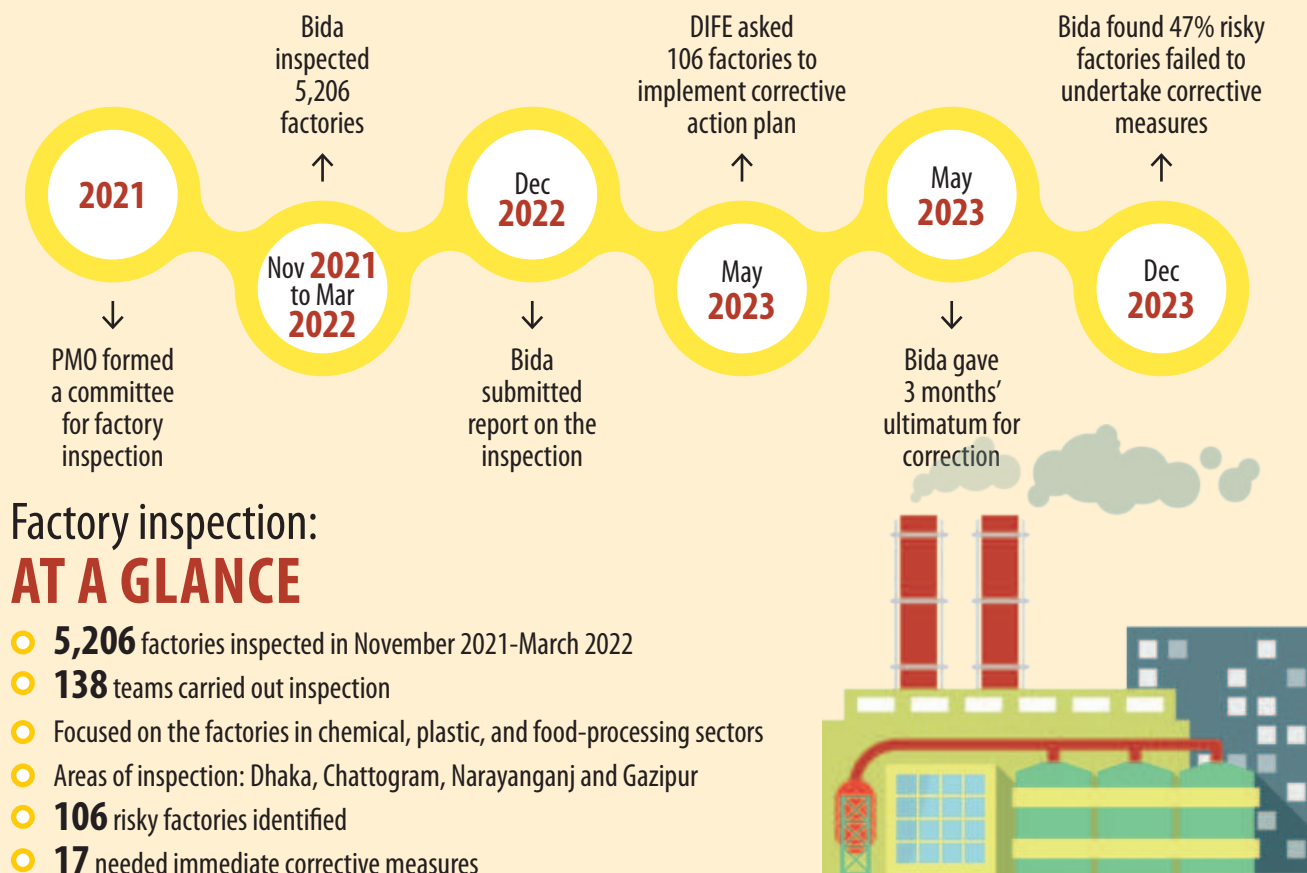 Bida
inspected
5,206
factories
DIFE asked
106 factories to
implement corrective
action plan
Bida found 47% risky
factories failed to
undertake corrective
measures
2021
Nov 2021
to Mar
2022
Dec
2022
May
2023
May
2023
Dec
2023
PMO formed
a committee
for factory
inspection
Bida
submitted
report on the
inspection
Bida gave
3 months’
ultimatum for
correction
Factory inspection:
AT A GLANCE
5,206 factories inspected in November 2021-March 2022
138 teams carried out inspection
Focused on the factories in chemical, plastic, and food-processing sectors
Areas of inspection: Dhaka, Chattogram, Narayanganj and Gazipur
106 risky factories identified
17 needed immediate corrective measures